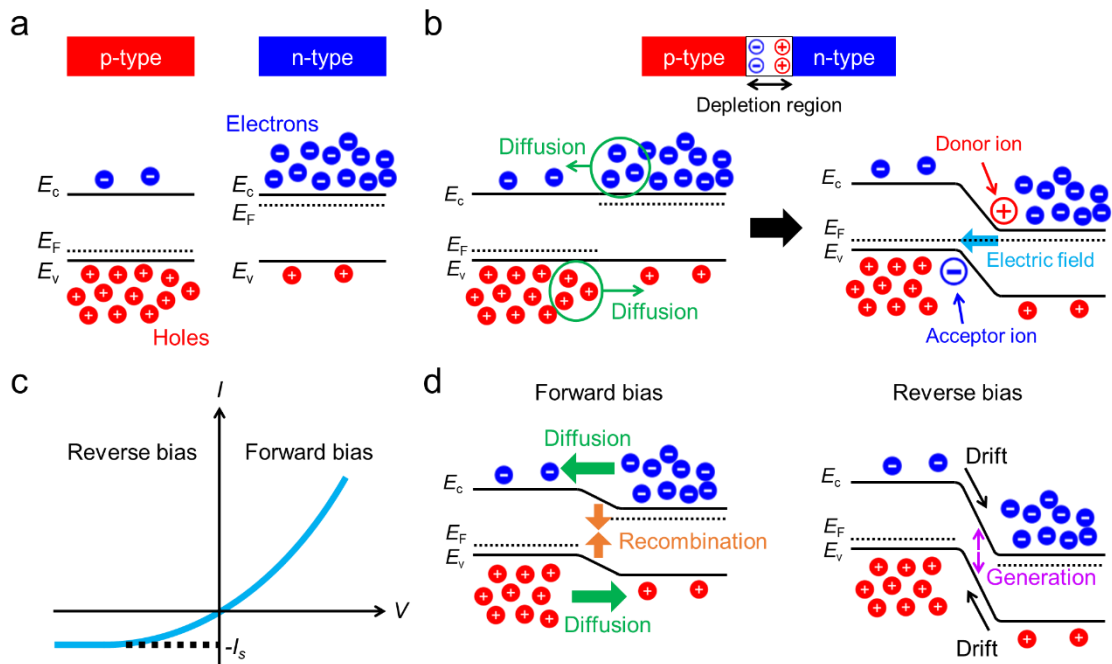 a
p-type
n-type
Electrons
Ec
EF
Ev
Ec
EF
Ev
Holes
b
p-type
n-type
Depletion region
Diffusion
Ec
EF
Ev
Diffusion
Donor ion
Ec
EF
Ev
Electric field
Acceptor ion
c
I
Reverse bias
Forward bias
V
-Is
d
Forward bias
Diffusion
Ec
EF
Ev
Recombination
Diffusion
Reverse bias
Drift
Ec
EF
Ev
Generation
Drift